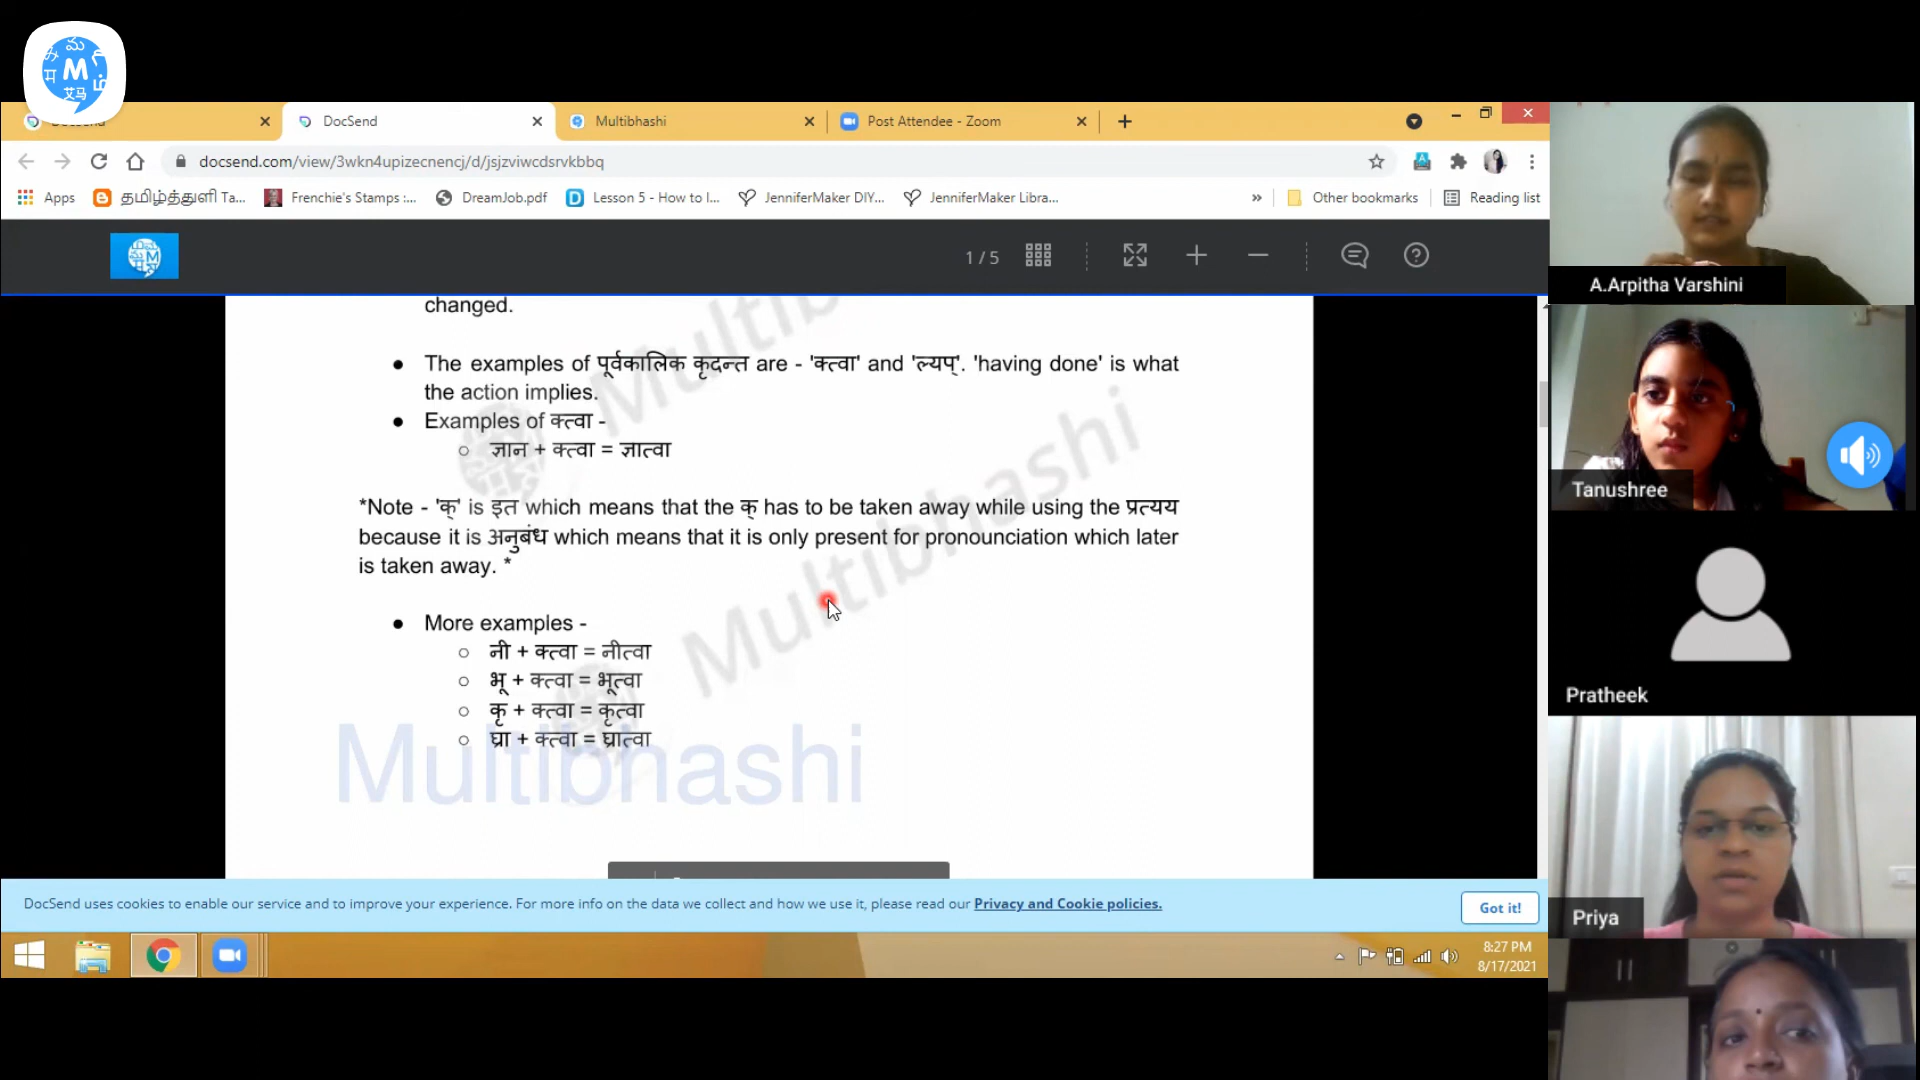 M
DocSend
Multibhashi
Post Attendee - Zoom
docsend.com/view/3wkn4upizecnencj/d/jsjzviwcdsrvkbbq
Apps
தமிழ்த்துளி Ta...
Frenchie's Stamps :...
DreamJob.pdf
Lesson 5 - How to I...
JenniferMaker DIY...
JenniferMaker Libra...
»
Other bookmarks
Reading list
1 / 5
changed.
● The examples of पूर्वकालिक कृदन्त are - 'क्त्वा' and 'ल्यप्'. 'having done' is what
the action implies.
● Examples of क्त्वा -
○ ज्ञान + क्त्वा = ज्ञात्वा
*Note - 'क्' is इत which means that the क् has to be taken away while using the प्रत्यय
because it is अनुबंध which means that it is only present for pronounciation which later
is taken away. *
● More examples -
○ नी + क्त्वा = नीत्वा
○ भू + क्त्वा = भूत्वा
○ कृ + क्त्वा = कृत्वा
○ घ्रा + क्त्वा = घ्रात्वा
Multibhashi
Multibhashi
DocSend uses cookies to enable our service and to improve your experience. For more info on the data we collect and how we use it, please read our Privacy and Cookie policies.
Got it!
8:27 PM
8/17/2021
A.Arpitha Varshini
Tanushree
Pratheek
Priya